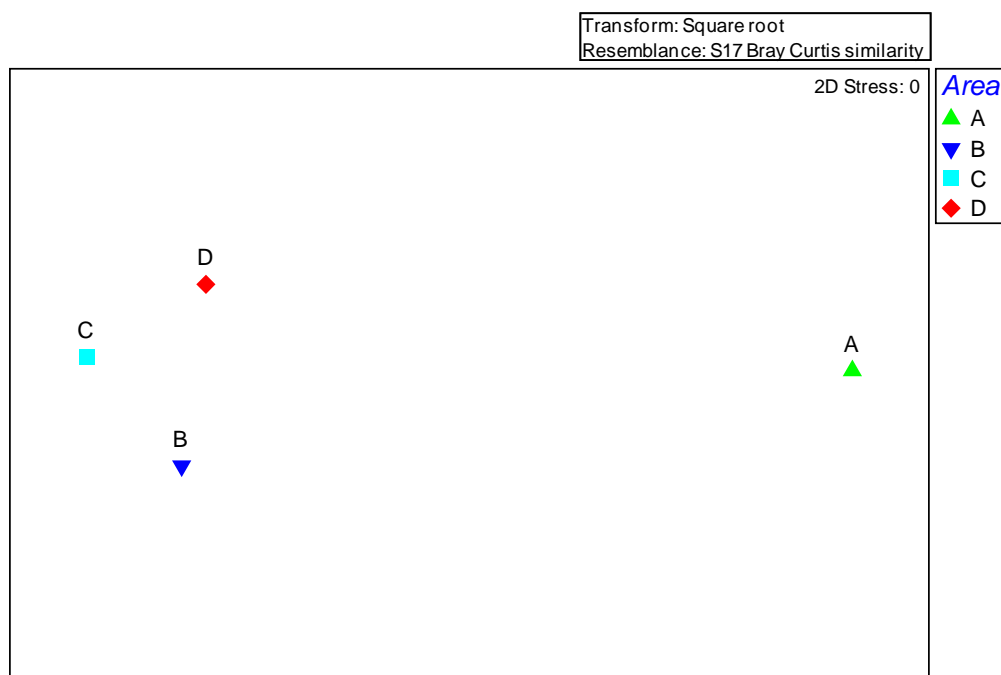 Transform: Square root
Resemblance: S17 Bray Curtis similarity
2D Stress: 0
Area
A
B
C
D
D
C
A
B